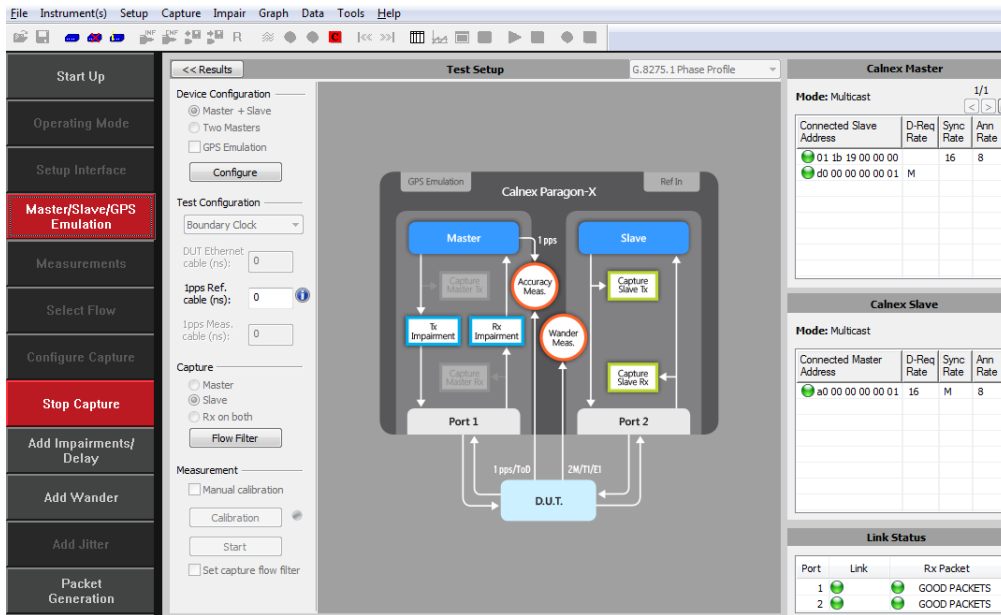 File Instrument(s) Setup Capture Impair Graph Data Tools Help
INF CNF INF R C
Start Up
Operating Mode
Setup Interface
Master/Slave/GPS
Emulation
Measurements
Select Flow
Configure Capture
Stop Capture
Add Impairments/
Delay
Add Wander
Add Jitter
Packet
Generation
<< Results
Test Setup
G.8275.1 Phase Profile
Device Configuration
Master + Slave
Two Masters
GPS Emulation
Configure
Test Configuration
Boundary Clock
DUT Ethernet
cable (ns): 0
1pps Ref.
cable (ns): 0
1pps Meas.
cable (ns): 0
Capture
Master
Slave
Rx on both
Flow Filter
Measurement
Manual calibration
Calibration
Start
Set capture flow filter
GPS Emulation
Calnex Paragon-X
Ref In
Master
1 pps
Slave
Capture
Master Tx
Accuracy
Meas.
Capture
Slave Tx
Tx
Impairment
Rx
Impairment
Wander
Meas.
Capture
Master Rx
Capture
Slave Rx
Port 1
Port 2
1 pps/ToD
2M/T1/E1
D.U.T.
Calnex Master
Mode: Multicast
1/1
< >
Connected Slave
Address
D-Req
Rate
Sync
Rate
Ann
Rate
01 1b 19 00 00 00 16 8
d0 00 00 00 00 01 M
Calnex Slave
Mode: Multicast
Connected Master
Address
D-Req
Rate
Sync
Rate
Ann
Rate
a0 00 00 00 00 01 16 M 8
Link Status
Port Link Rx Packet
1 GOOD PACKETS
2 GOOD PACKETS